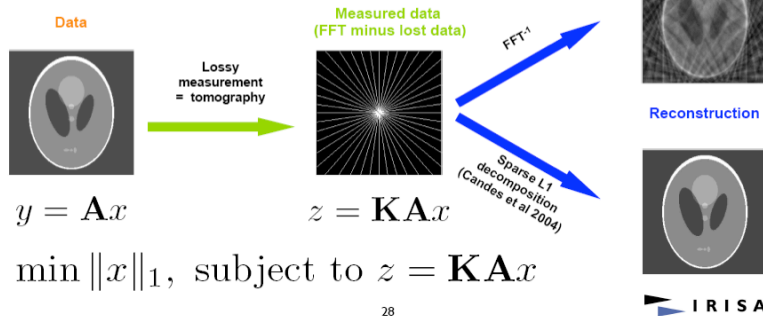 Data
Measured data
(FFT minus lost data)
Lossy
measurement
= tomography
FFT-1
Reconstruction
Sparse L1
decomposition
(Candes et al 2004)
y = Ax
z = KAx
min ‖x‖₁, subject to z = KAx
28
IRISA